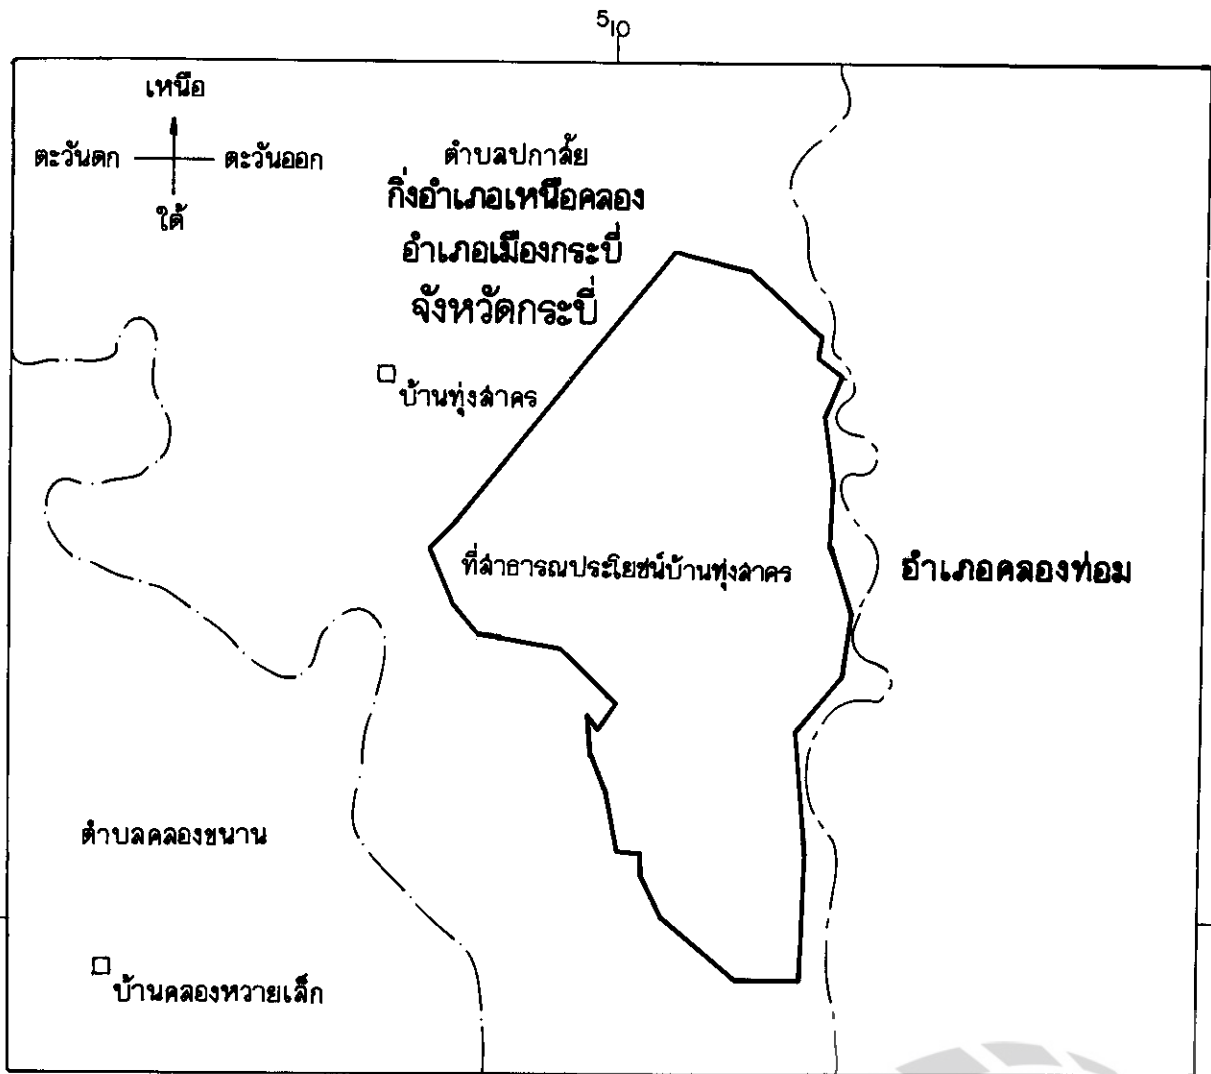 510
เหนือ
ตะวันตก
ตะวันออก
ใต้
ตำบลปกาสัย
กิ่งอำเภอเหนือคลอง
อำเภอเมืองกระบี่
จังหวัดกระบี่
บ้านทุ่งสาคร
ที่สาธารณประโยชน์บ้านทุ่งสาคร
อำเภอคลองท่อม
ตำบลคลองขนาน
บ้านคลองหวายเล็ก